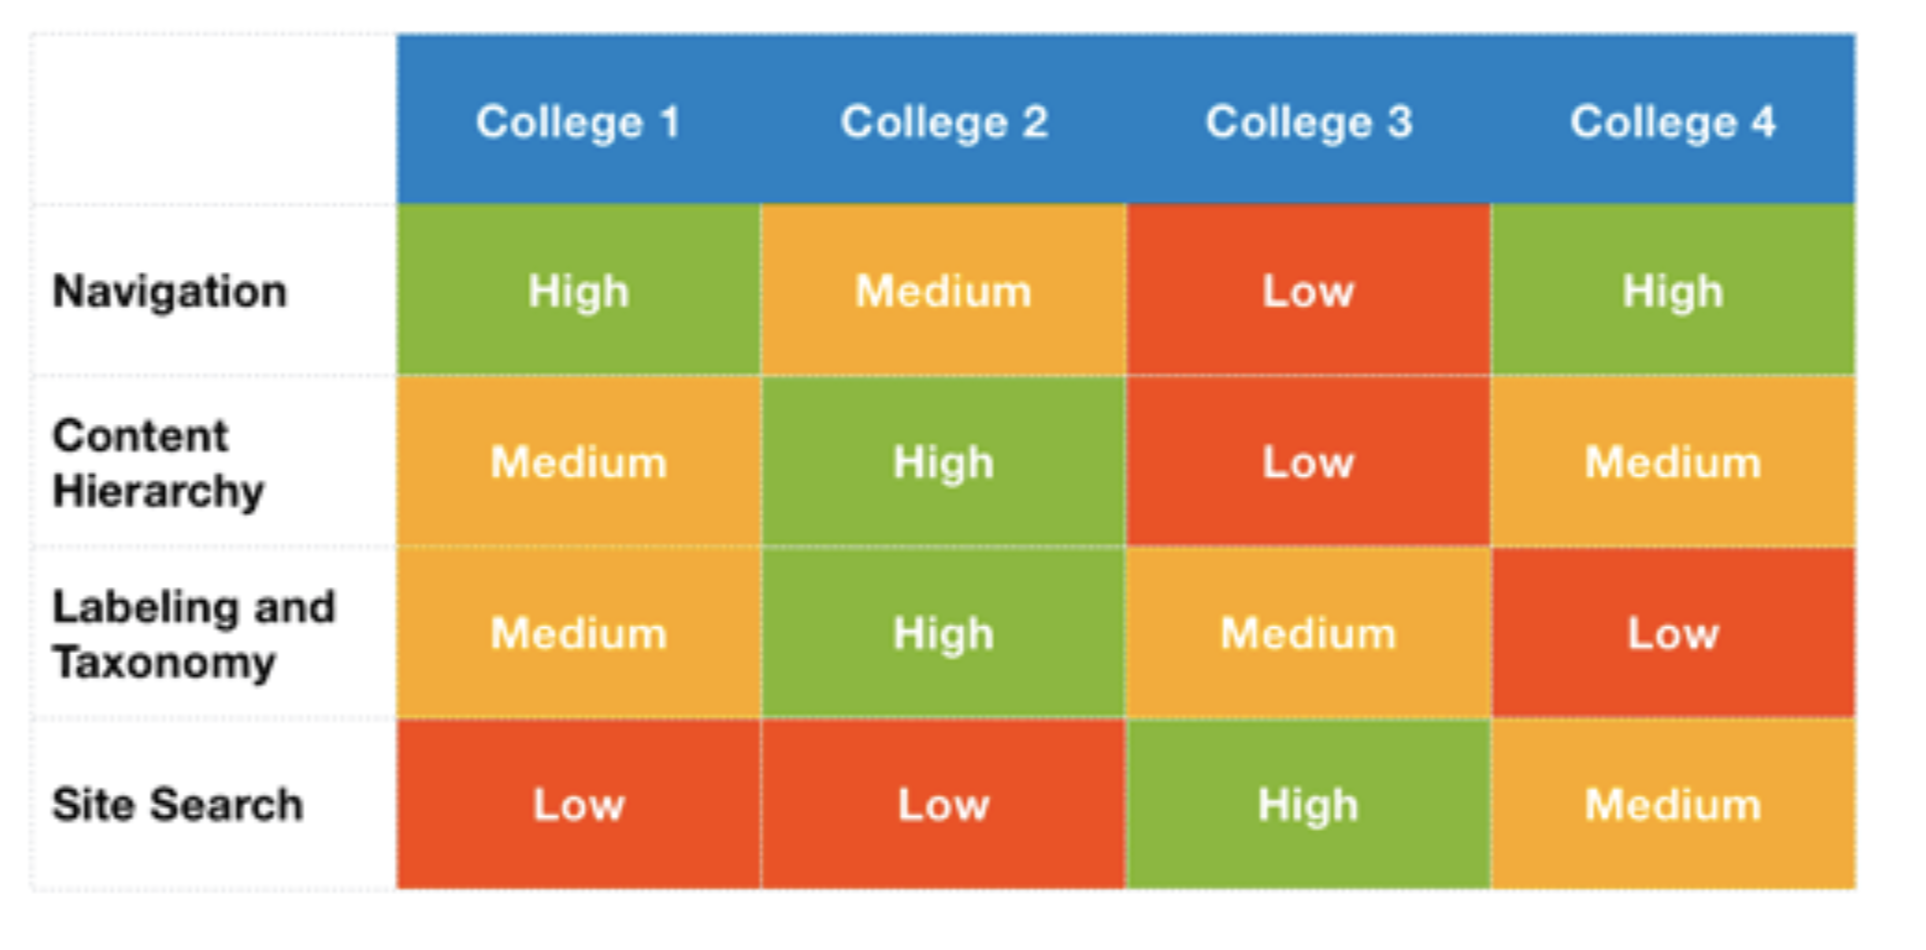 College 1 College 2 College 3 College 4
Navigation High Medium Low High
Content
Hierarchy Medium High Low Medium
Labeling and
Taxonomy Medium High Medium Low
Site Search Low Low High Medium